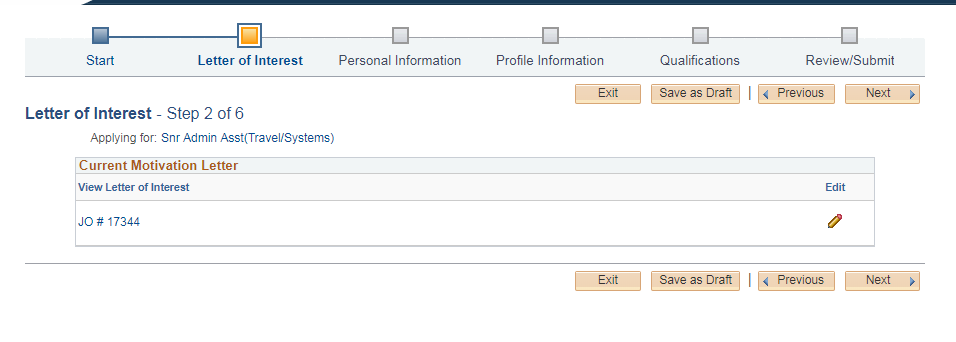 Start Letter of Interest Personal Information Profile Information Qualifications Review/Submit
Exit Save as Draft | Previous Next
Letter of Interest - Step 2 of 6
Applying for: Snr Admin Asst(Travel/Systems)
Current Motivation Letter
View Letter of Interest Edit
JO # 17344
Exit Save as Draft | Previous Next